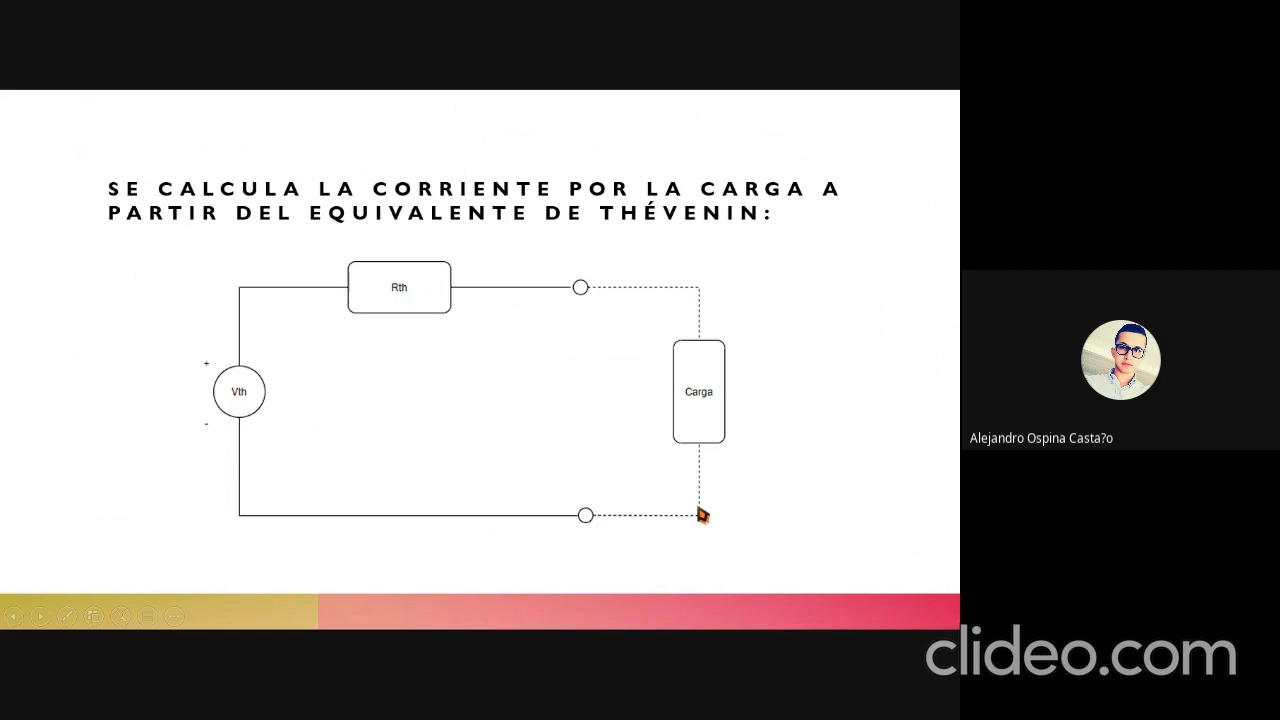 SE CALCULA LA CORRIENTE POR LA CARGA A
PARTIR DEL EQUIVALENTE DE THÉVENIN:
Rth
+
Vth
-
Carga
Alejandro Ospina Casta?o
clideo.com